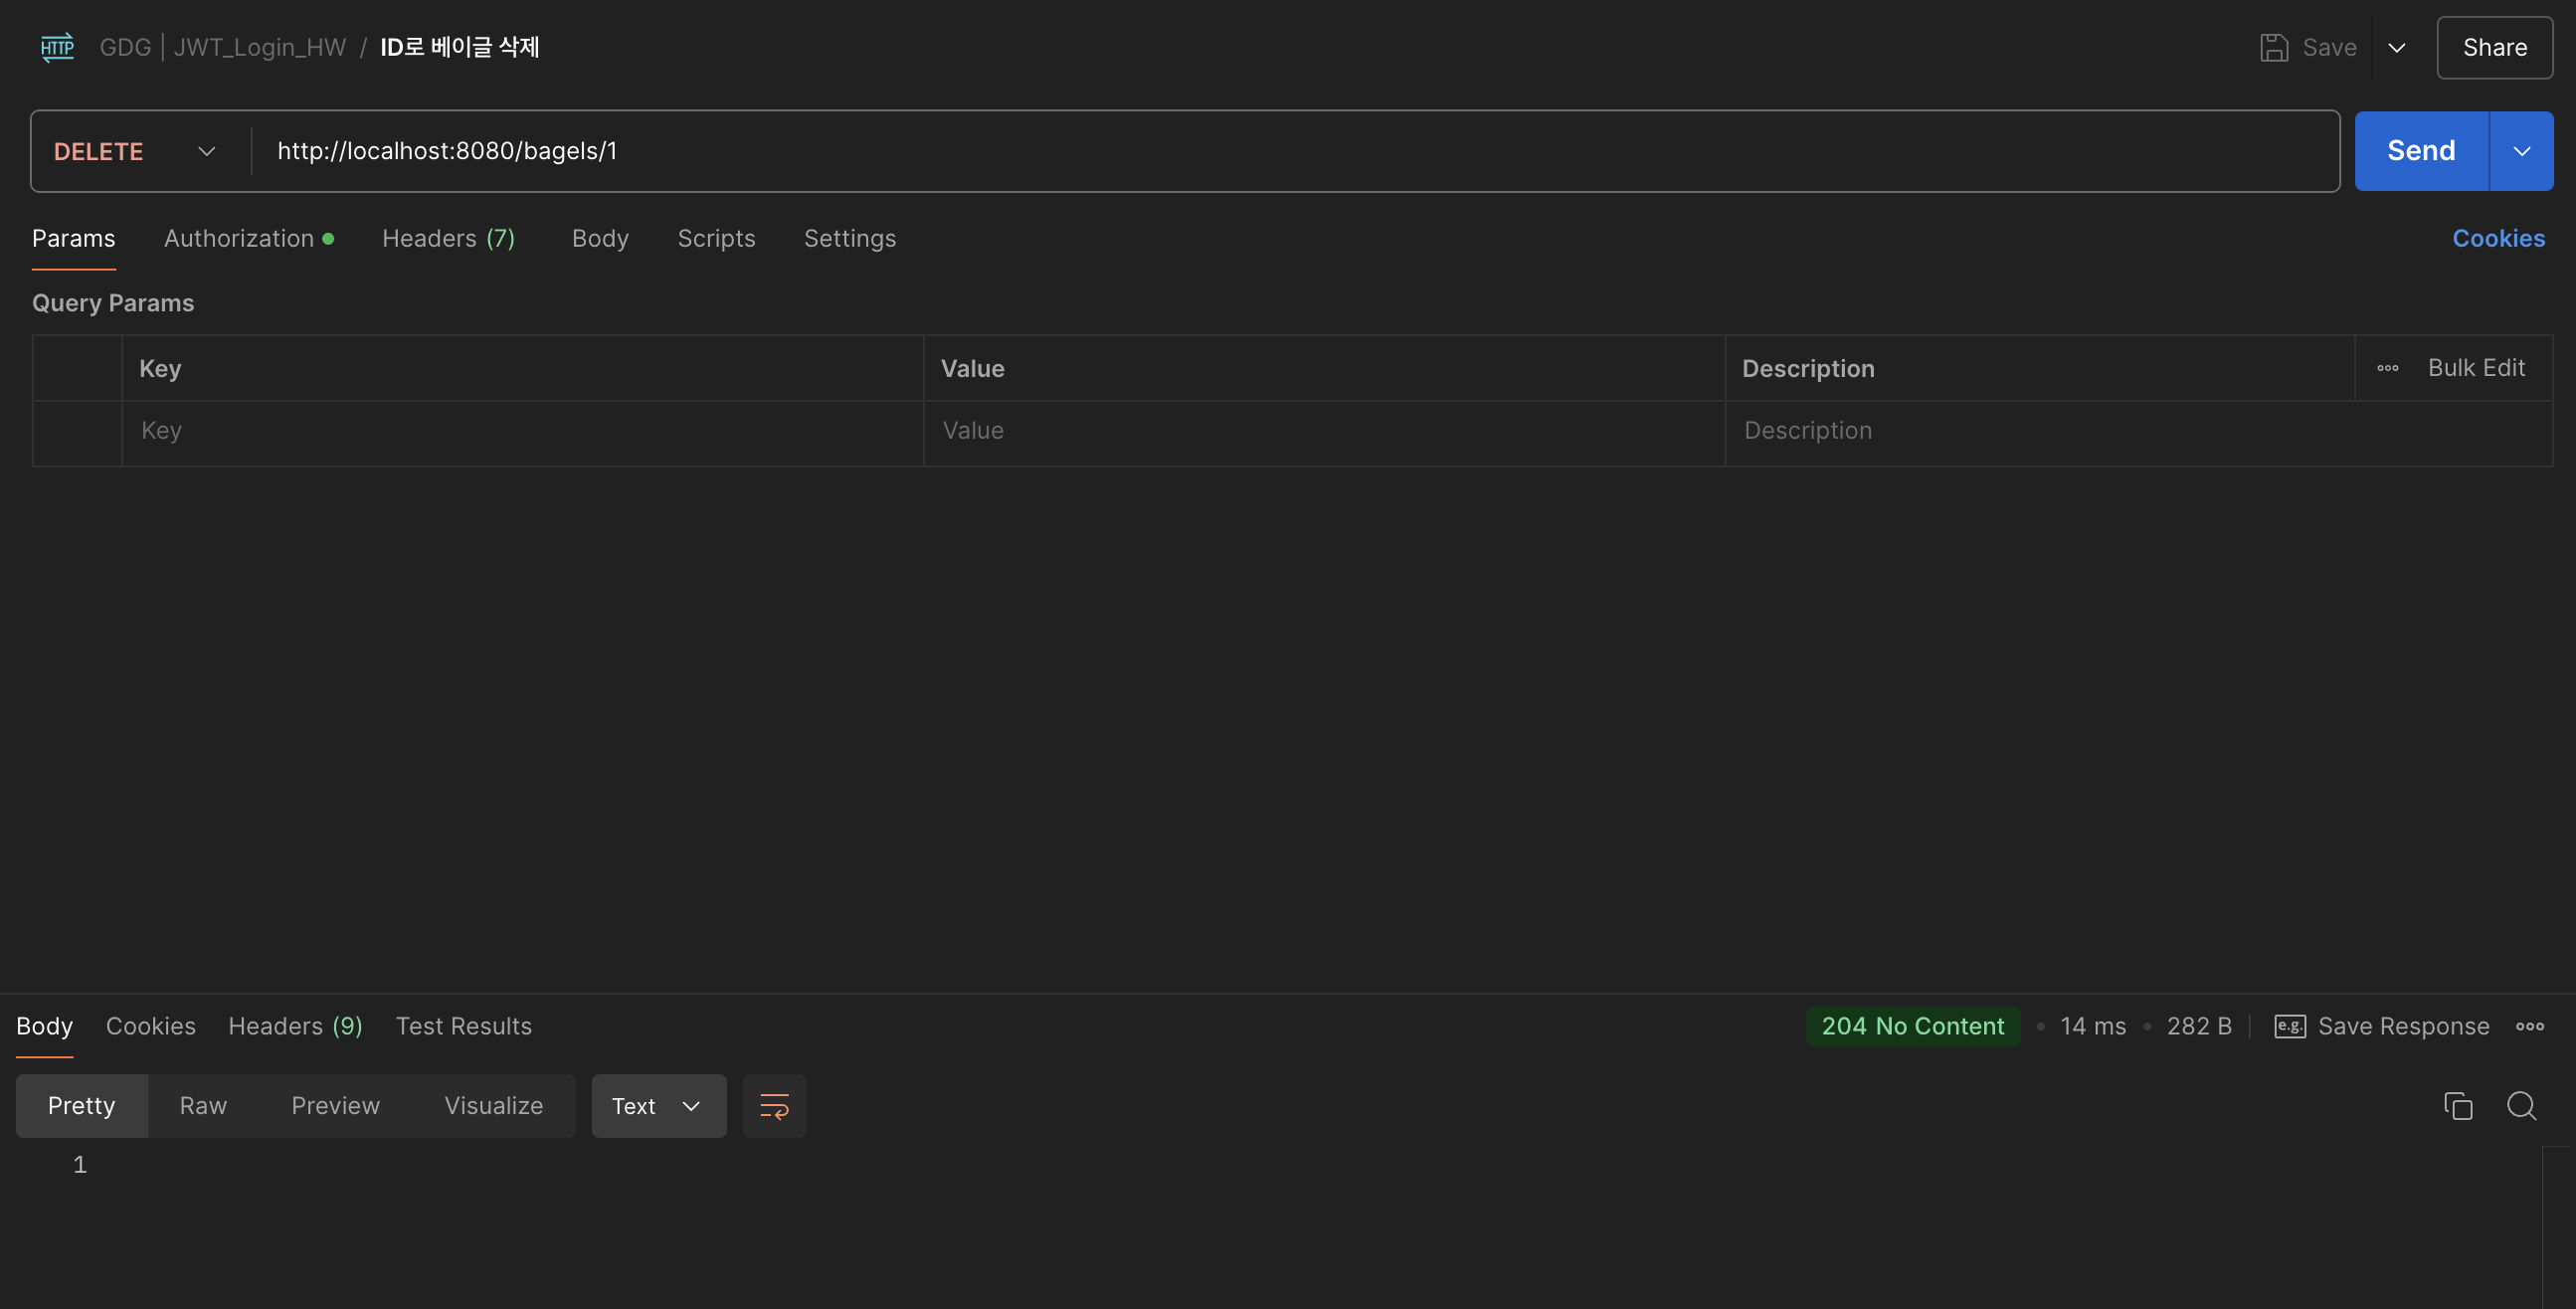 HTTP GDG | JWT_Login_HW / ID로 베이글 삭제 Save Share
DELETE http://localhost:8080/bagels/1 Send
Params Authorization Headers (7) Body Scripts Settings Cookies
Query Params
Key Value Description Bulk Edit
Key Value Description
Body Cookies Headers (9) Test Results 204 No Content • 14 ms • 282 B e.g. Save Response
Pretty Raw Preview Visualize Text
1